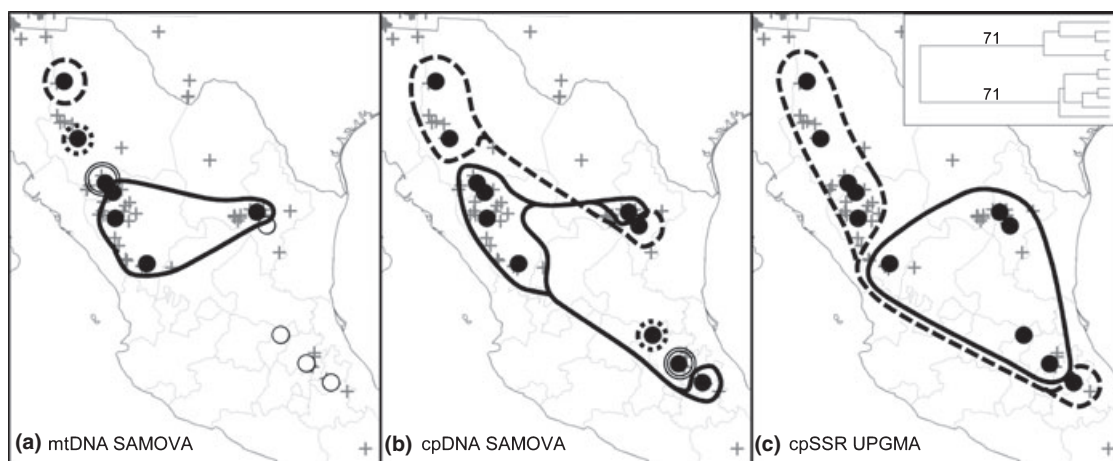 71
71
(a) mtDNA SAMOVA
(b) cpDNA SAMOVA
(c) cpSSR UPGMA